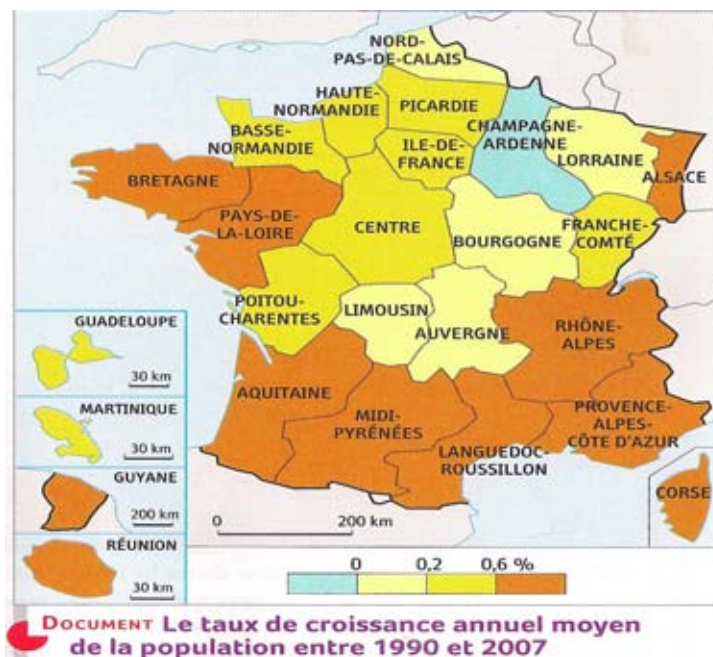 NORD-
PAS-DE-CALAIS
HAUTE-
NORMANDIE
PICARDIE
BASSE-
NORMANDIE
ILE-DE-
FRANCE
CHAMPAGNE-
ARDENNE
LORRAINE
ALSACE
BRETAGNE
PAYS-DE-
LA-LOIRE
CENTRE
BOURGOGNE
FRANCHE-
COMTÉ
POITOU-
CHARENTES
LIMOUSIN
AUVERGNE
RHÔNE-
ALPES
AQUITAINE
MIDI-
PYRÉNÉES
LANGUEDOC-
ROUSSILLON
PROVENCE-
ALPES-
CÔTE D'AZUR
CORSE
GUADELOUPE
30 km
MARTINIQUE
30 km
GUYANE
200 km
RÉUNION
30 km
0 200 km
0 0,2 0,6 %
DOCUMENT Le taux de croissance annuel moyen
de la population entre 1990 et 2007